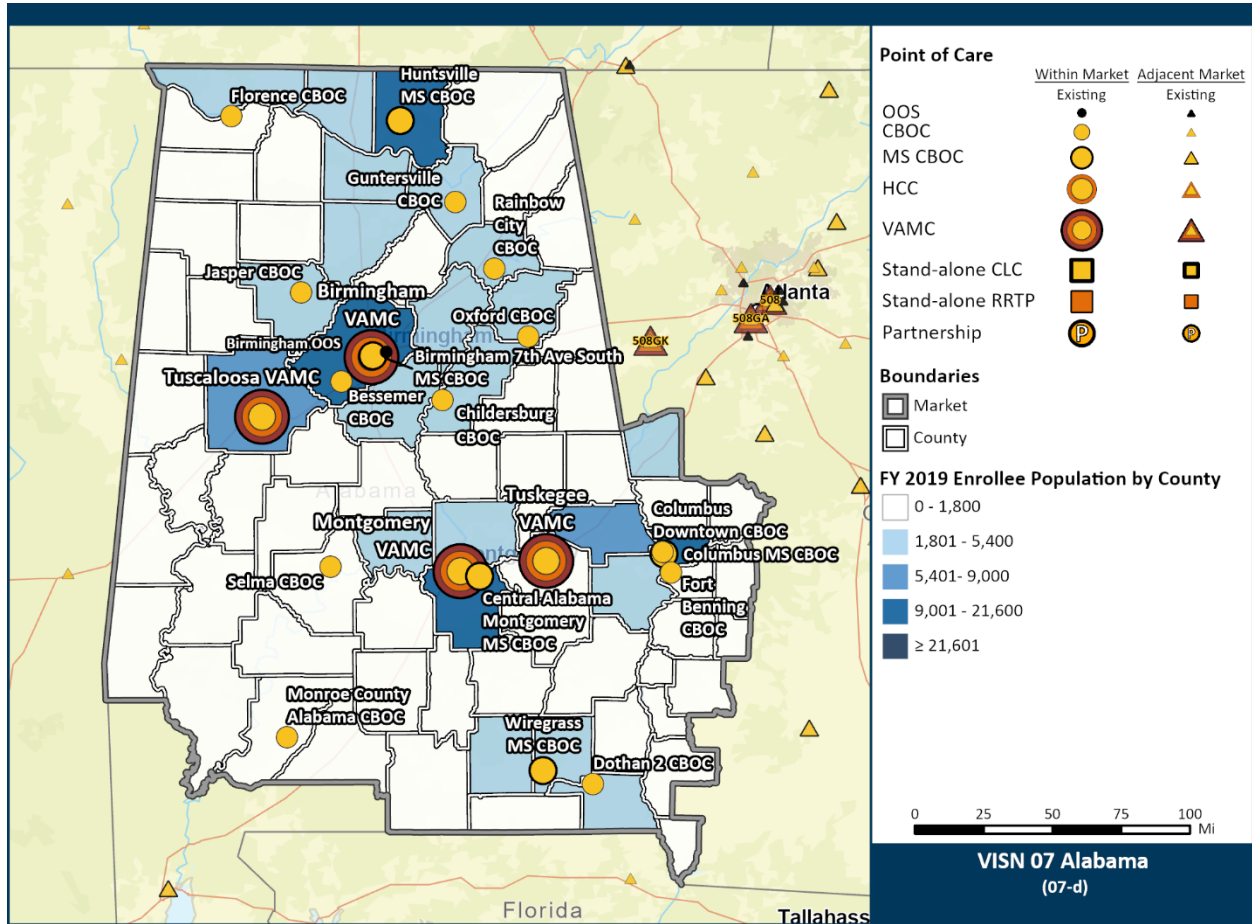 Huntsville
MS CBOC
Florence CBOC
Guntersville
CBOC
Rainbow
City
CBOC
Jasper CBOC
Birmingham
VAMC
Oxford CBOC
Birmingham OOS
Birmingham 7th Ave South
MS CBOC
Tuscaloosa VAMC
Bessemer
CBOC
Childersburg
CBOC
508
lanta
508GA
508GK
Alabama
Tuskegee
VAMC
Montgomery
VAMC
Columbus
Downtown CBOC
Columbus MS CBOC
Selma CBOC
Fort
Benning
CBOC
Central Alabama
Montgomery
MS CBOC
Monroe County
Alabama CBOC
Wiregrass
MS CBOC
Dothan 2 CBOC
Florida
Tallahass
Point of Care
Within Market Adjacent Market
Existing Existing
OOS
CBOC
MS CBOC
HCC
VAMC
Stand-alone CLC
Stand-alone RRTP
Partnership P P
Boundaries
Market
County
FY 2019 Enrollee Population by County
0 - 1,800
1,801 - 5,400
5,401- 9,000
9,001 - 21,600
≥ 21,601
0 25 50 75 100
Mi
VISN 07 Alabama
(07-d)